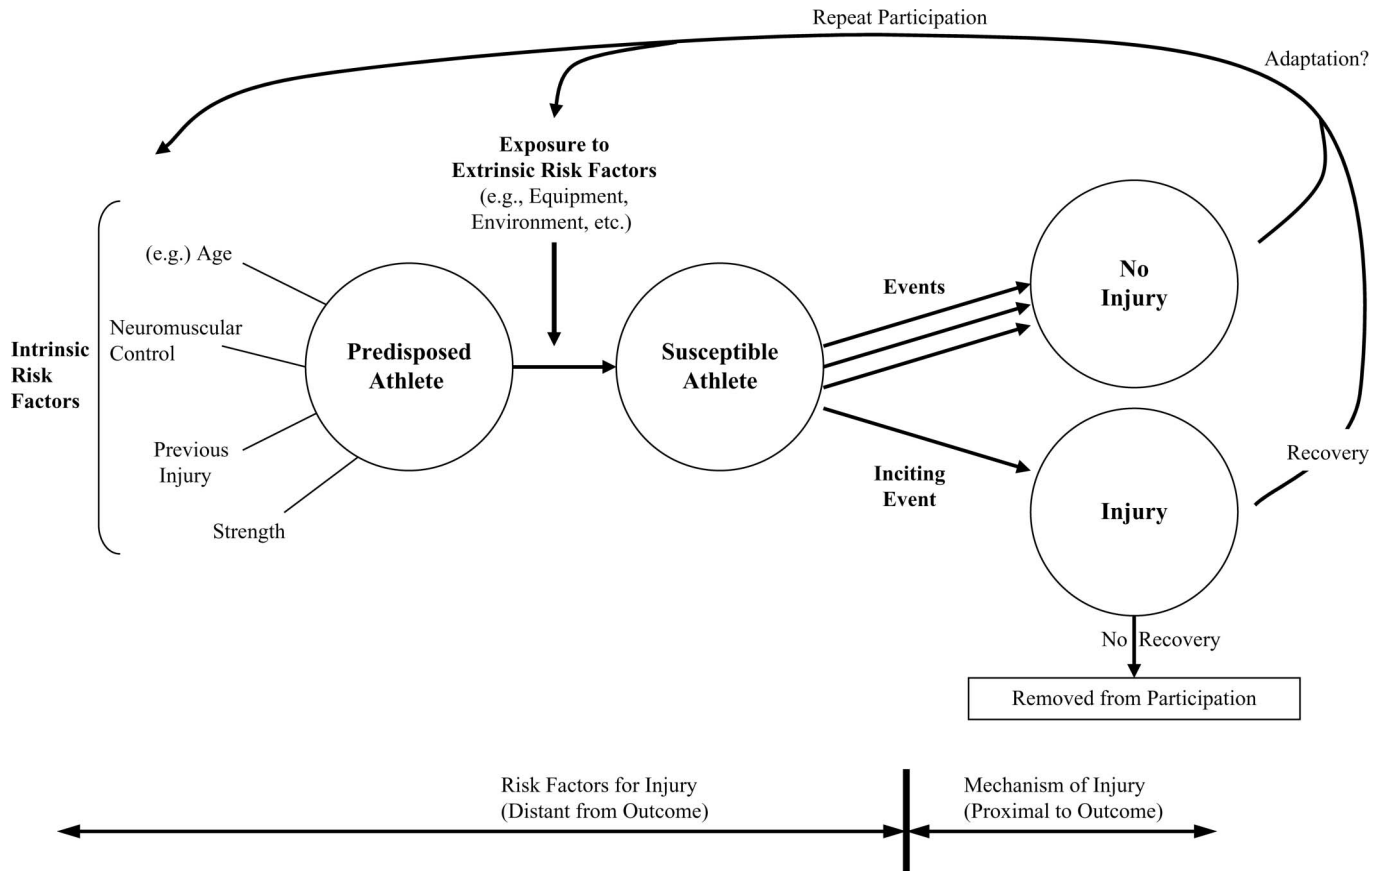 Repeat Participation
Adaptation?
Exposure to
Extrinsic Risk Factors
(e.g., Equipment,
Environment, etc.)
(e.g.) Age
Neuromuscular
Control
Intrinsic
Risk
Factors
Previous
Injury
Strength
Predisposed
Athlete
Susceptible
Athlete
Events
No
Injury
Inciting
Event
Injury
Recovery
No Recovery
Removed from Participation
Risk Factors for Injury
(Distant from Outcome)
Mechanism of Injury
(Proximal to Outcome)